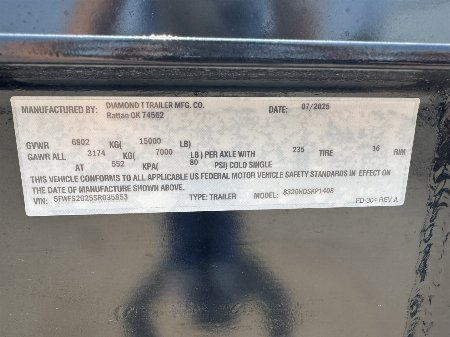 MANUFACTURED BY: DIAMOND T TRAILER MFG. CO. DATE: 07/2025
Rattan OK 74562
GVWR 6802 KG( 15000 LB)
GAWR ALL 3174 KG( 7000 LB) PER AXLE WITH 235 TIRE 16 RIM
AT 552 KPA( 80 PSI) COLD SINGLE
THIS VEHICLE CONFORMS TO ALL APPLICABLE US FEDERAL MOTOR VEHICLE SAFETY STANDARDS IN EFFECT ON
THE DATE OF MANUFACTURE SHOWN ABOVE.
VIN: 5FWFS2025SR035853 TYPE: TRAILER MODEL: 8320HDSKP1408
FD-304 REV A